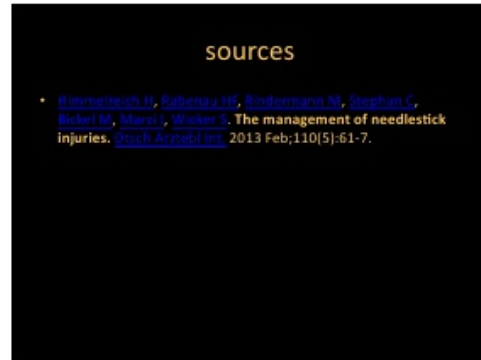 sources
• Himmelreich H, Rabenau HF, Rindermann M, Stephan C,
Bickel M, Marzi I, Wicker S. The management of needlestick
injuries. Dtsch Arztebl Int. 2013 Feb;110(5):61-7.